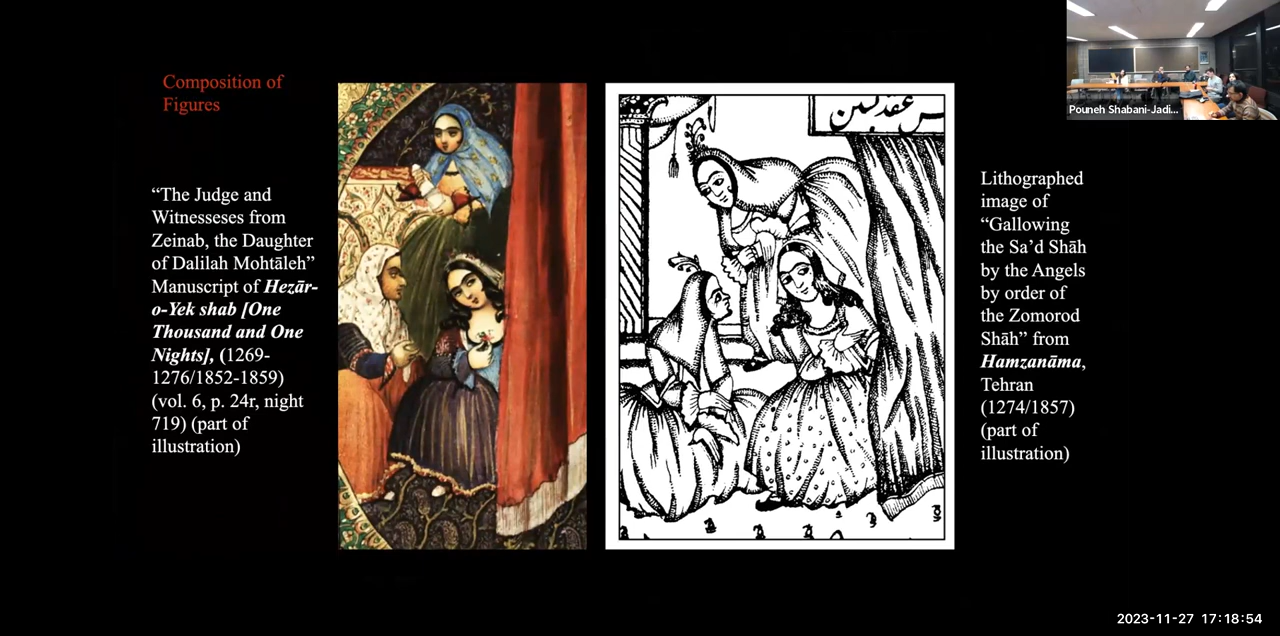 Composition of
Figures
“The Judge and
Witnesseses from
Zeinab, the Daughter
of Dalilah Mohtāleh”
Manuscript of Hezār-
o-Yek shab [One
Thousand and One
Nights], (1269-
1276/1852-1859)
(vol. 6, p. 24r, night
719) (part of
illustration)
عقد بستن
Pouneh Shabani-Jadi...
Lithographed
image of
“Gallowing
the Sa’d Shāh
by the Angels
by order of
the Zomorod
Shāh” from
Hamzanāma,
Tehran
(1274/1857)
(part of
illustration)
2023-11-27 17:18:54